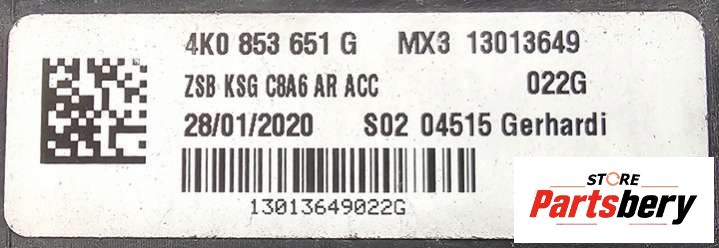 4K0 853 651 G MX3 13013649
ZSB KSG C8A6 AR ACC 022G
28/01/2020 S02 04515 Gerhardi
13013649022G
STORE
Partsbery